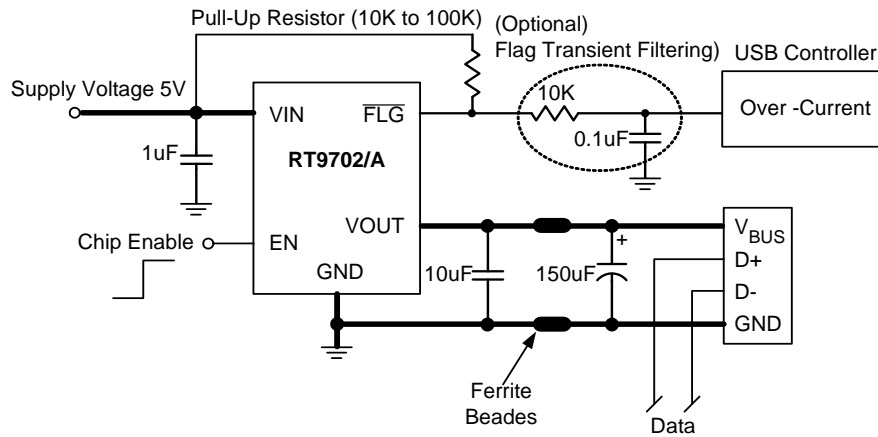 Pull-Up Resistor (10K to 100K)
(Optional)
Flag Transient Filtering)
USB Controller
Supply Voltage 5V
VIN
FLG
10K
Over -Current
1uF
RT9702/A
0.1uF
Chip Enable
EN
VOUT
GND
10uF
+
150uF
VBUS
D+
D-
GND
Ferrite
Beades
Data